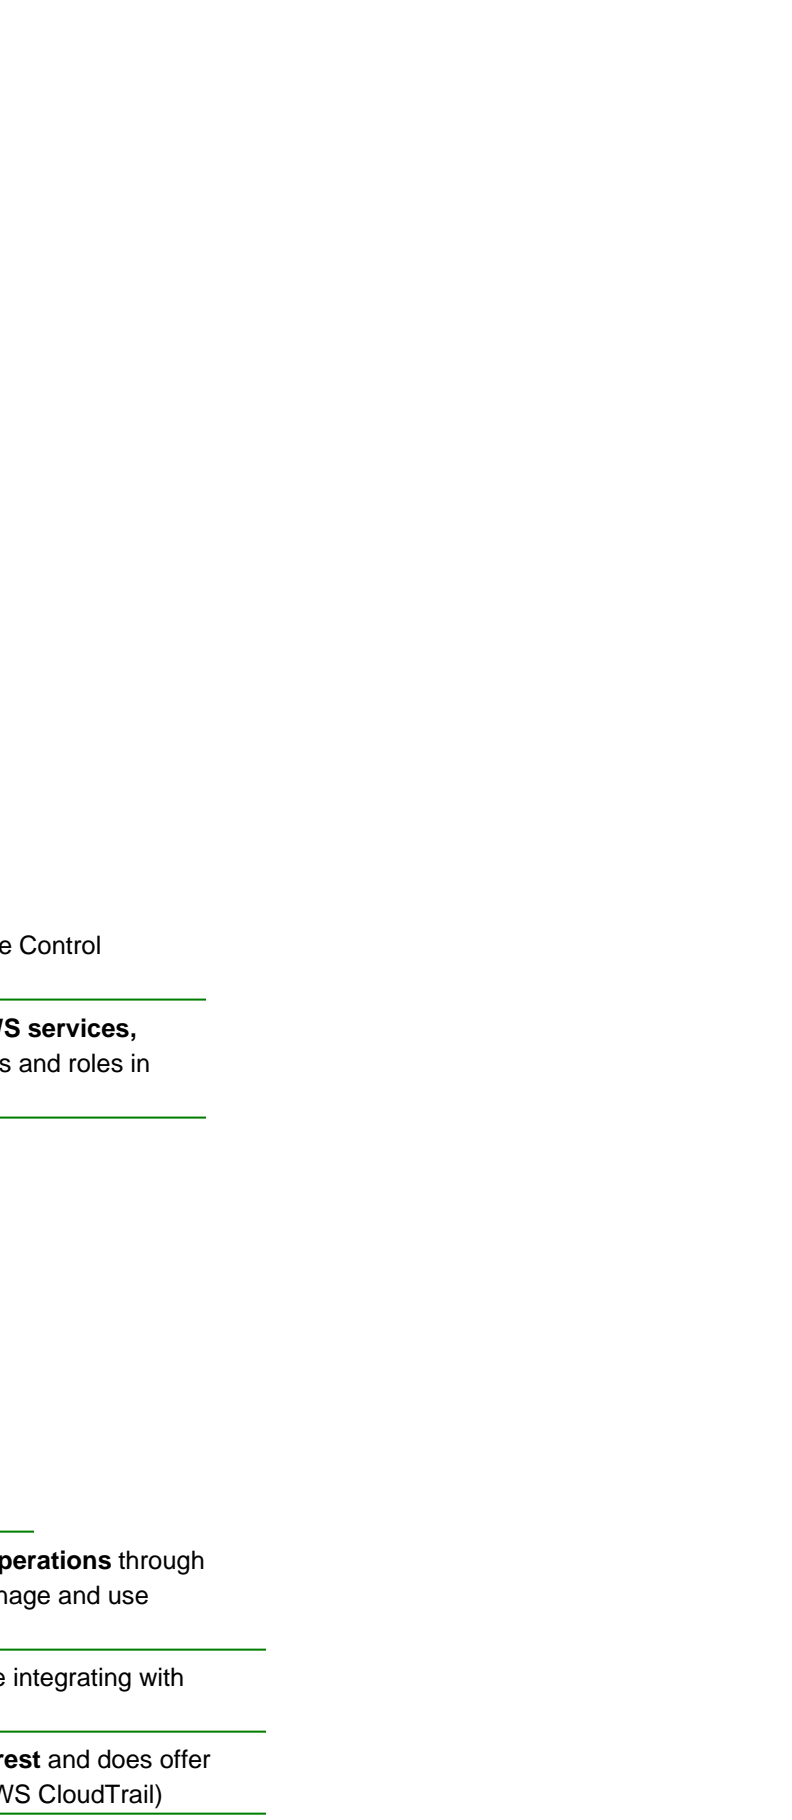 e Control
S services,
s and roles in
perations through
nage and use
e integrating with
rest and does offer
WS CloudTrail)